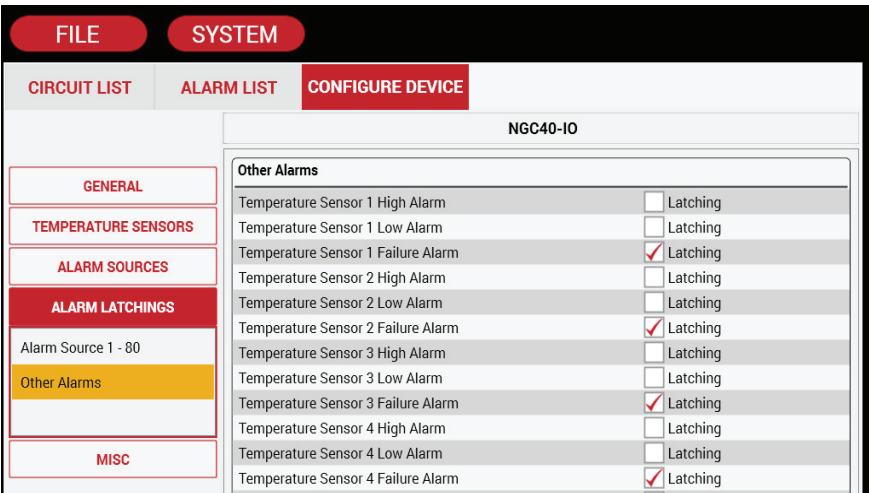 FILE SYSTEM
CIRCUIT LIST ALARM LIST CONFIGURE DEVICE
NGC40-IO
GENERAL
TEMPERATURE SENSORS
ALARM SOURCES
ALARM LATCHINGS
Alarm Source 1 - 80
Other Alarms
MISC
Other Alarms
Temperature Sensor 1 High Alarm Latching
Temperature Sensor 1 Low Alarm Latching
Temperature Sensor 1 Failure Alarm Latching
Temperature Sensor 2 High Alarm Latching
Temperature Sensor 2 Low Alarm Latching
Temperature Sensor 2 Failure Alarm Latching
Temperature Sensor 3 High Alarm Latching
Temperature Sensor 3 Low Alarm Latching
Temperature Sensor 3 Failure Alarm Latching
Temperature Sensor 4 High Alarm Latching
Temperature Sensor 4 Low Alarm Latching
Temperature Sensor 4 Failure Alarm Latching